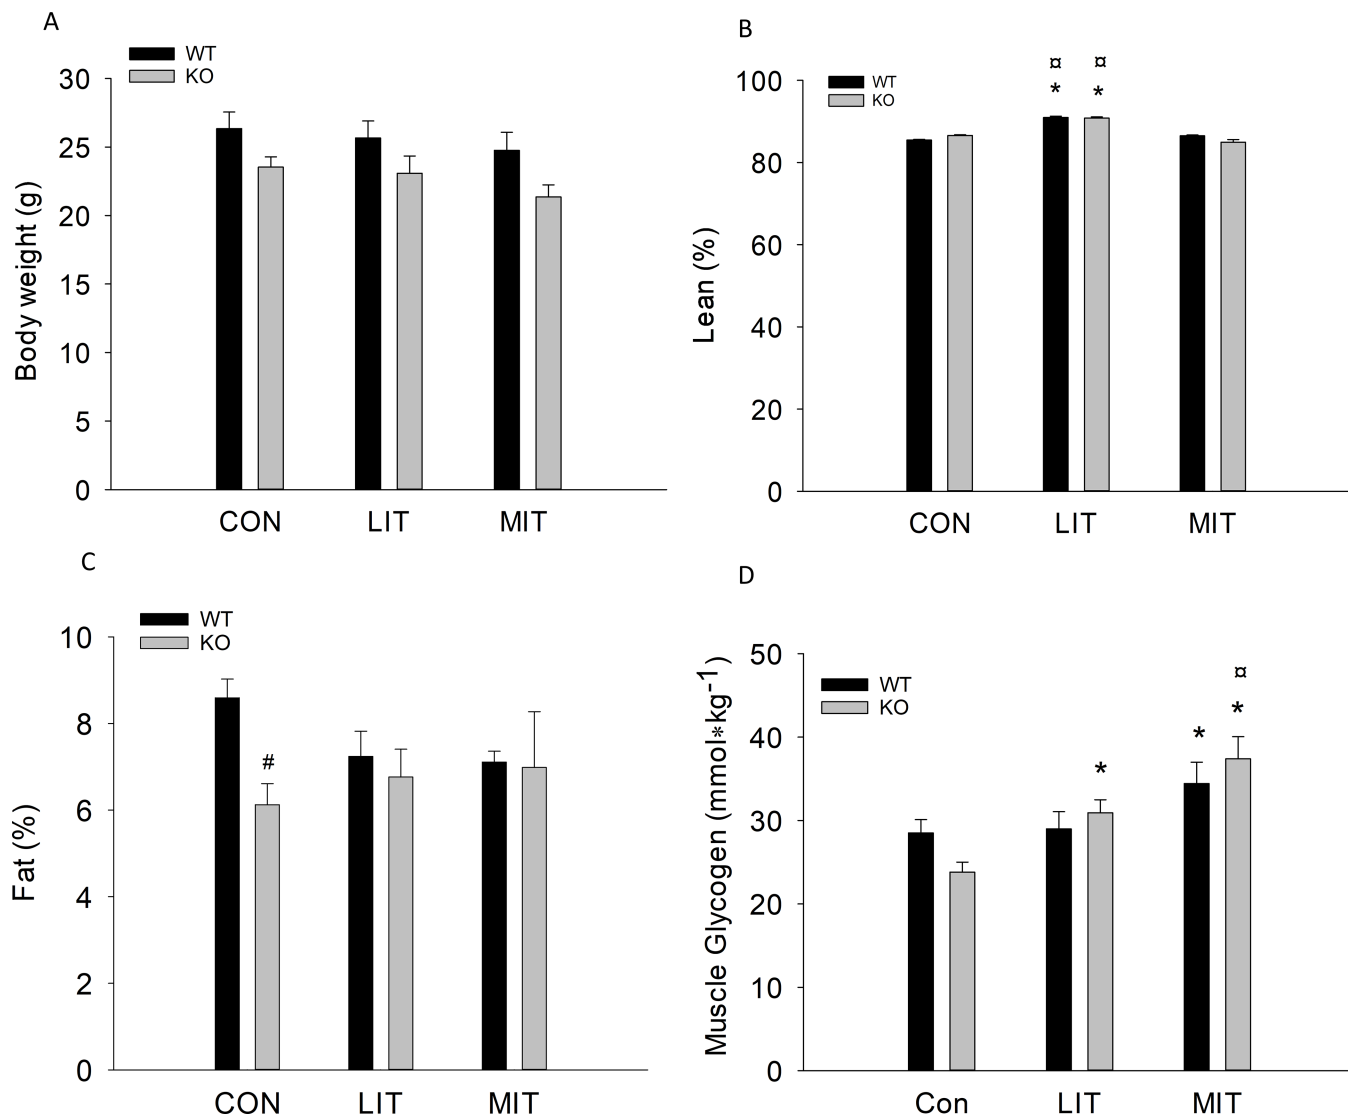 A
WT
KO
30
25
20
15
10
5
0
Body weight (g)
CON LIT MIT
B
WT
KO
¤ ¤
* *
100
80
60
40
20
0
Lean (%)
CON LIT MIT
C
WT
KO
10
8
6
4
2
0
#
Fat (%)
CON LIT MIT
D
WT
KO
50
40
30
20
10
0
¤
*
*
*
Muscle Glycogen (mmol*kg-1)
Con LIT MIT